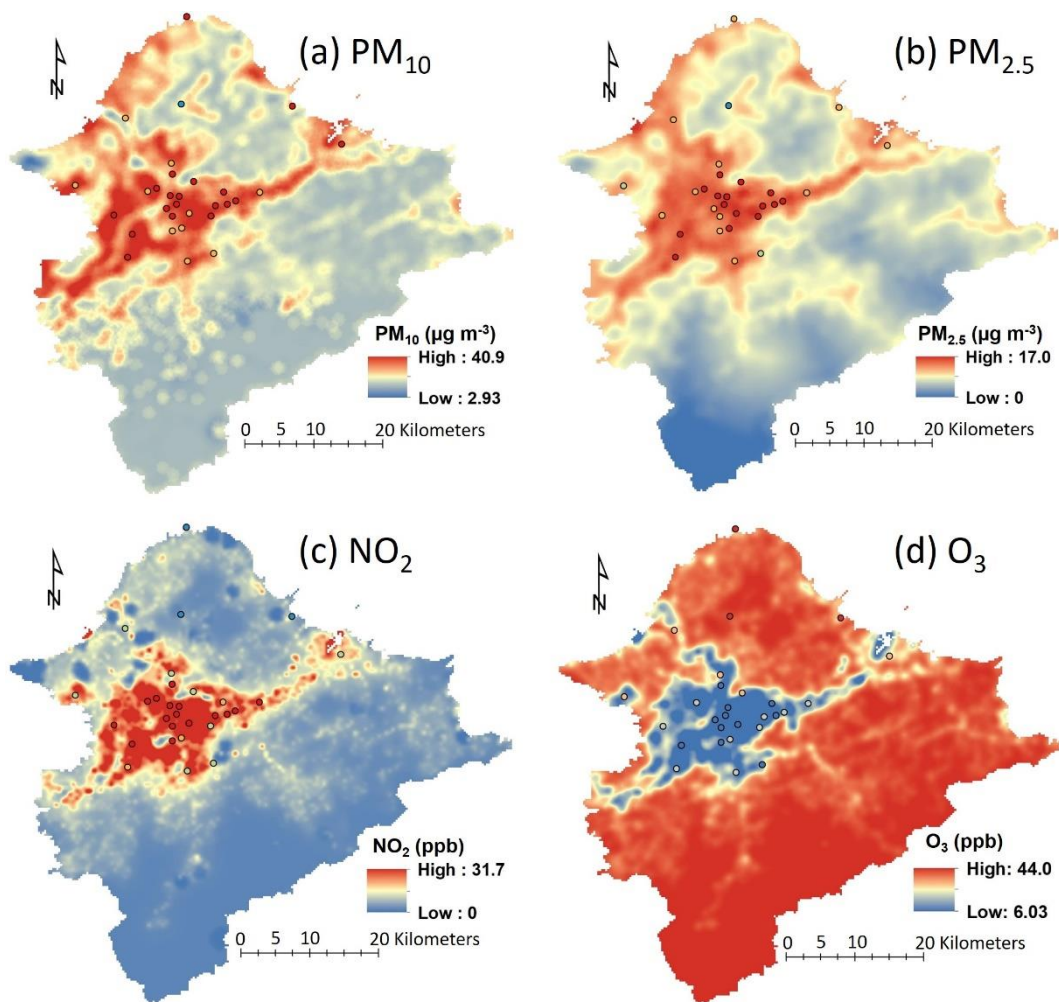 (a) PM₁₀
N
PM₁₀ (µg m⁻³)
High : 40.9
Low : 2.93
0 5 10 20 Kilometers
(b) PM₂.₅
N
PM₂.₅ (µg m⁻³)
High : 17.0
Low : 0
0 5 10 20 Kilometers
(c) NO₂
N
NO₂ (ppb)
High : 31.7
Low : 0
0 5 10 20 Kilometers
(d) O₃
N
O₃ (ppb)
High: 44.0
Low: 6.03
0 5 10 20 Kilometers